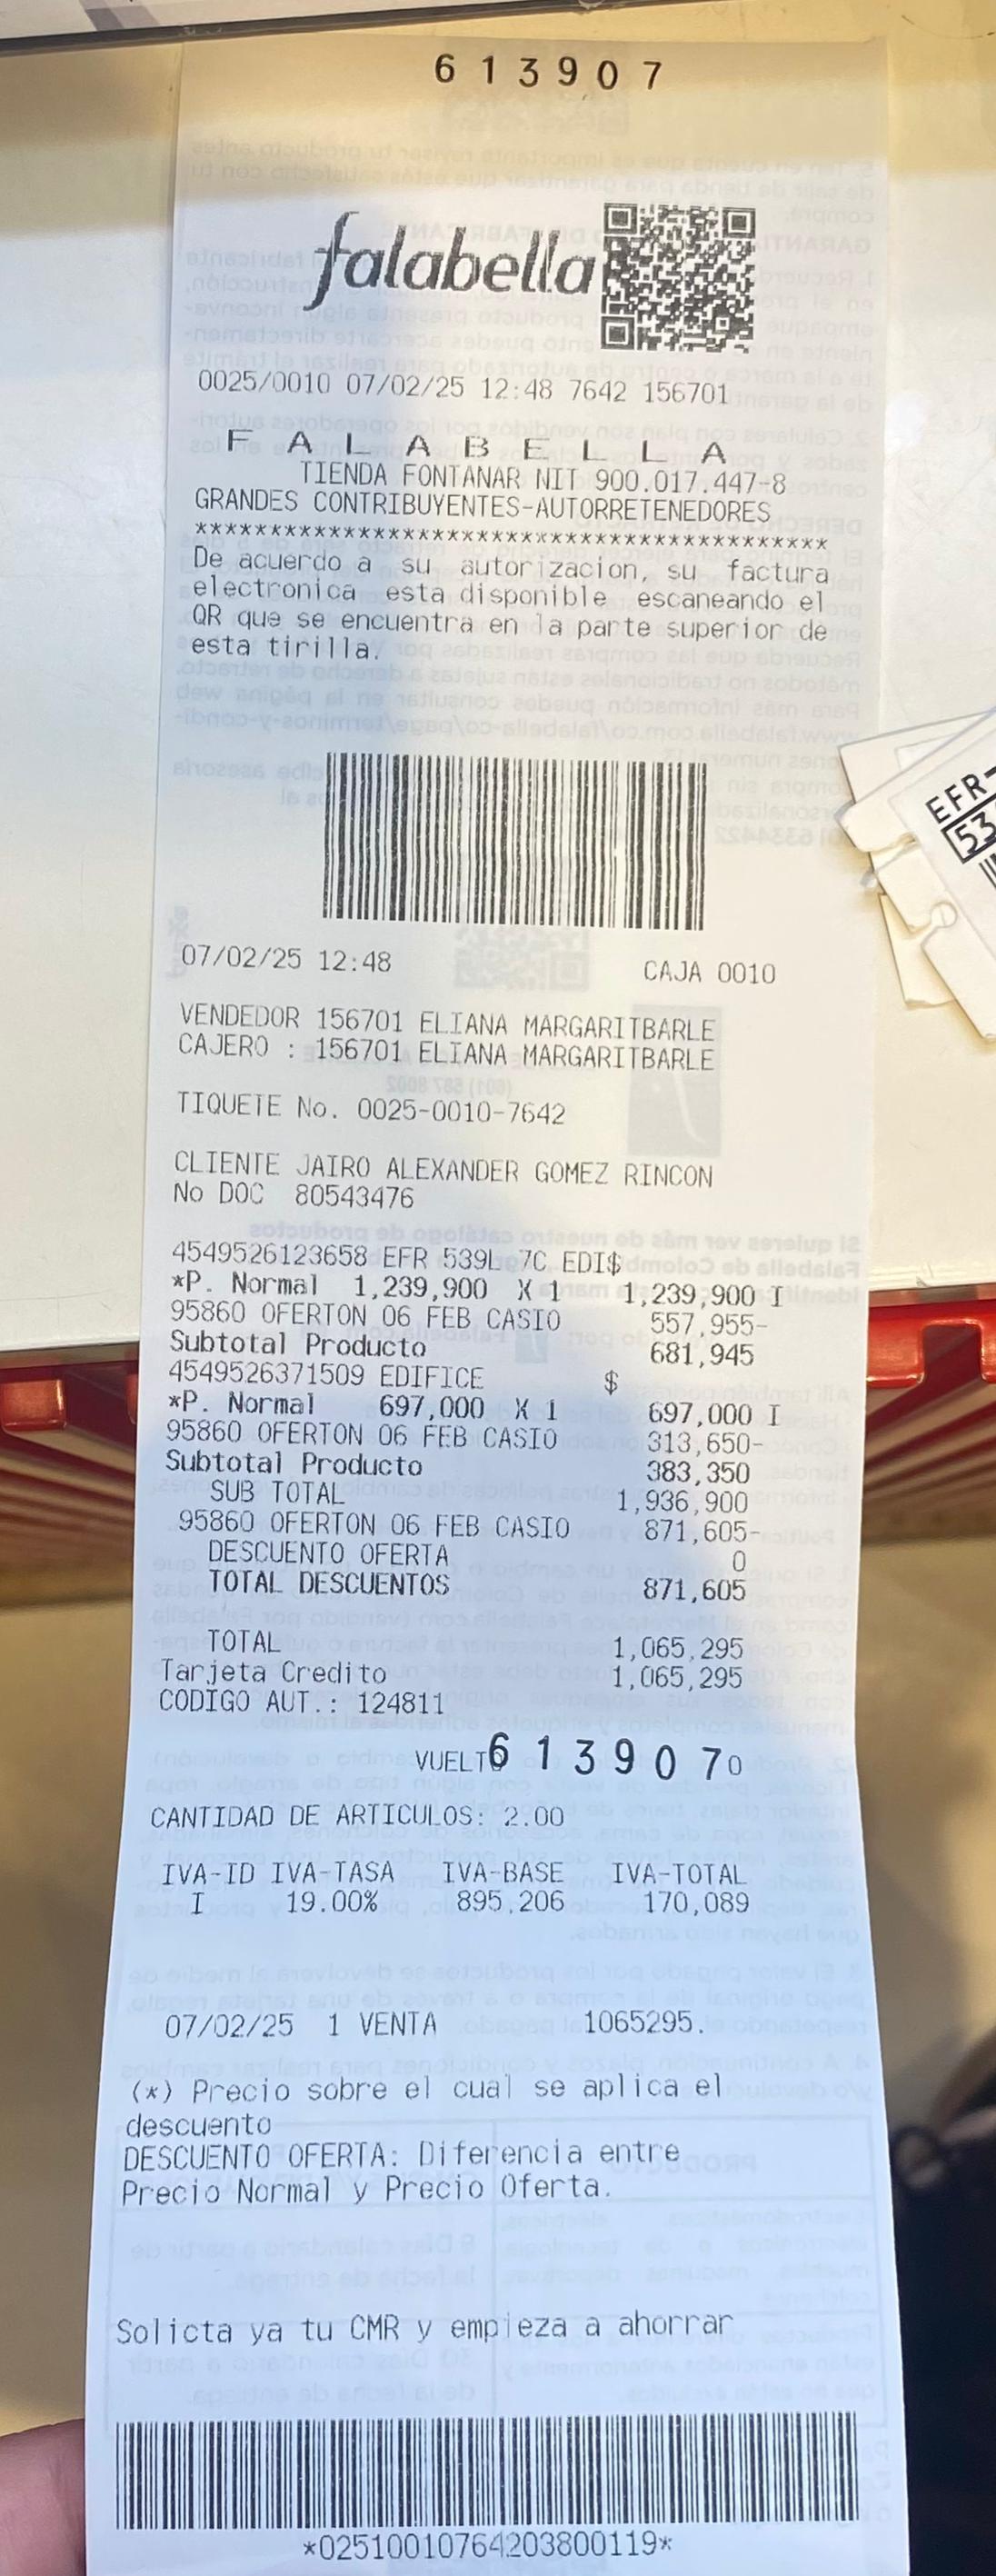 613907
falabella
0025/0010 07/02/25 12:48 7642 156701
F A L A B E L L A
TIENDA FONTANAR NIT 900.017.447-8
GRANDES CONTRIBUYENTES-AUTORRETENEDORES
*******************************************
De acuerdo a su autorizacion, su factura
electronica esta disponible escaneando el
QR que se encuentra en la parte superior de
esta tirilla.
07/02/25 12:48 CAJA 0010
VENDEDOR 156701 ELIANA MARGARITBARLE
CAJERO : 156701 ELIANA MARGARITBARLE
TIQUETE No. 0025-0010-7642
CLIENTE JAIRO ALEXANDER GOMEZ RINCON
No DOC 80543476
4549526123658 EFR 539L 7C EDI$
*P. Normal 1,239,900 X 1 1,239,900 I
95860 OFERTON 06 FEB CASIO 557,955-
Subtotal Producto 681,945
4549526371509 EDIFICE $
*P. Normal 697,000 X 1 697,000 I
95860 OFERTON 06 FEB CASIO 313,650-
Subtotal Producto 383,350
SUB TOTAL 1,936,900
95860 OFERTON 06 FEB CASIO 871,605-
DESCUENTO OFERTA 0
TOTAL DESCUENTOS 871,605
TOTAL 1,065,295
Tarjeta Credito 1,065,295
CODIGO AUT.: 124811
VUELTO 613907 0
CANTIDAD DE ARTICULOS: 2.00
IVA-ID IVA-TASA IVA-BASE IVA-TOTAL
I 19.00% 895,206 170,089
07/02/25 1 VENTA 1065295.
(*) Precio sobre el cual se aplica el
descuento
DESCUENTO OFERTA: Diferencia entre
Precio Normal y Precio Oferta.
Solicta ya tu CMR y empieza a ahorrar
*02510010764203800119*
EFR-
53